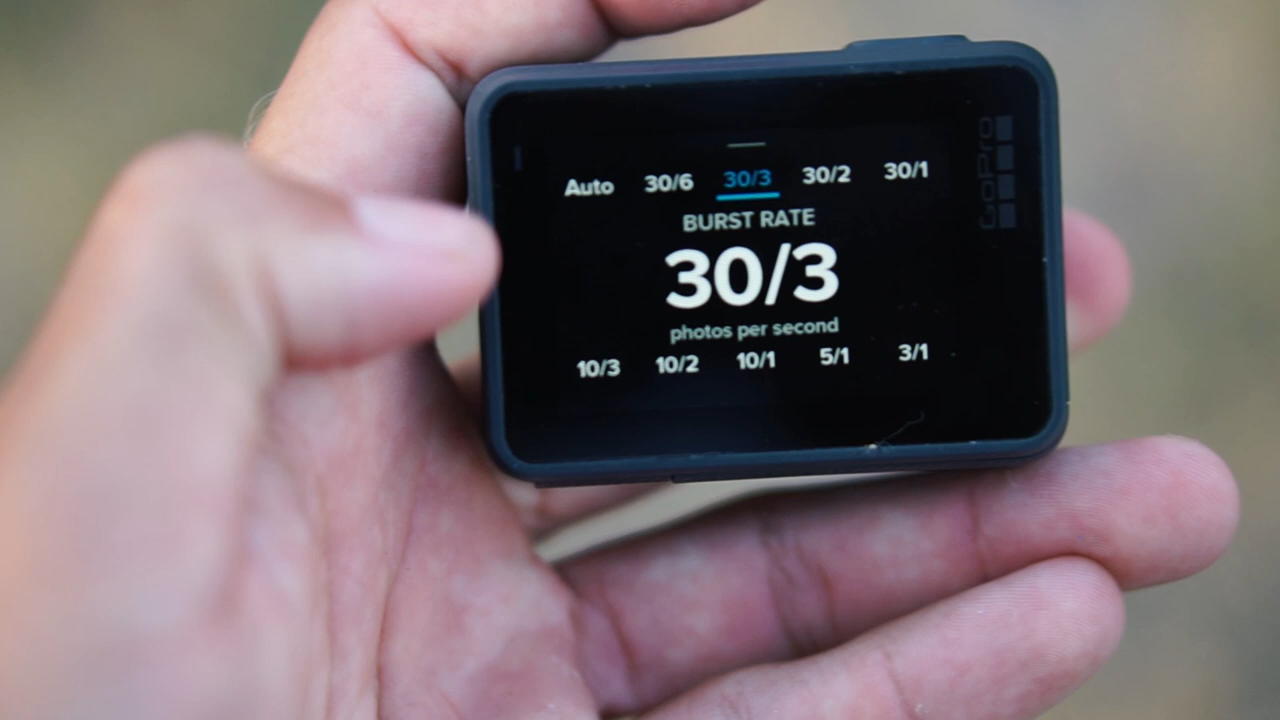 Auto 30/6 30/3 30/2 30/1
BURST RATE
30/3
photos per second
10/3 10/2 10/1 5/1 3/1
GoPro